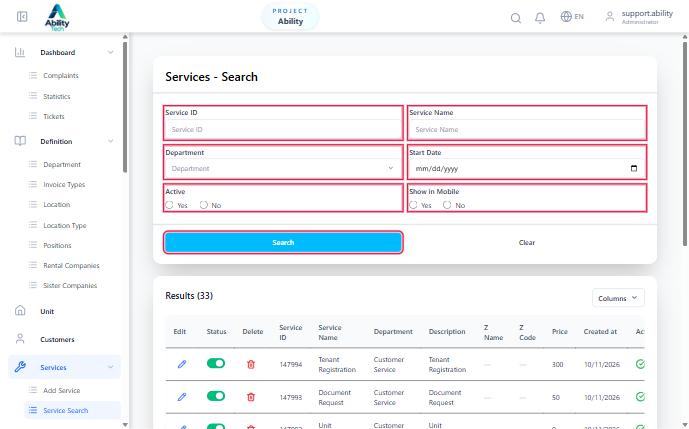 Ability
Tech
PROJECT
Ability
EN
support.ability
Administrator
Dashboard
Complaints
Statistics
Tickets
Definition
Department
Invoice Types
Location
Location Type
Positions
Rental Companies
Sister Companies
Unit
Customers
Services
Add Service
Service Search
Services - Search
Service ID
Service Name
Service ID
Service Name
Department
Start Date
Department
mm/dd/yyyy
Active
Show in Mobile
Yes No
Yes No
Search
Clear
Results (33)
Columns
Edit Status Delete Service ID Service Name Department Description Z Name Z Code Price Created at Act
147994 Tenant Registration Customer Service Tenant Registration — — 300 10/11/2026
147993 Document Request Customer Service Document Request — — 50 10/11/2026
Unit Customer Unit